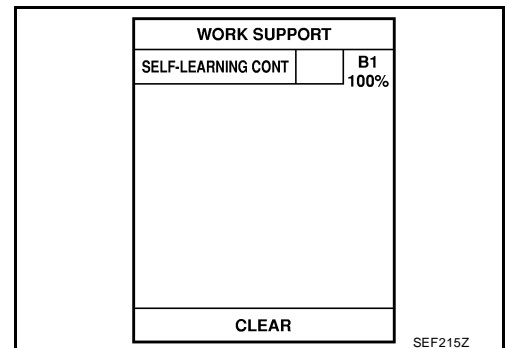 WORK SUPPORT
SELF-LEARNING CONT B1
100%
CLEAR
SEF215Z